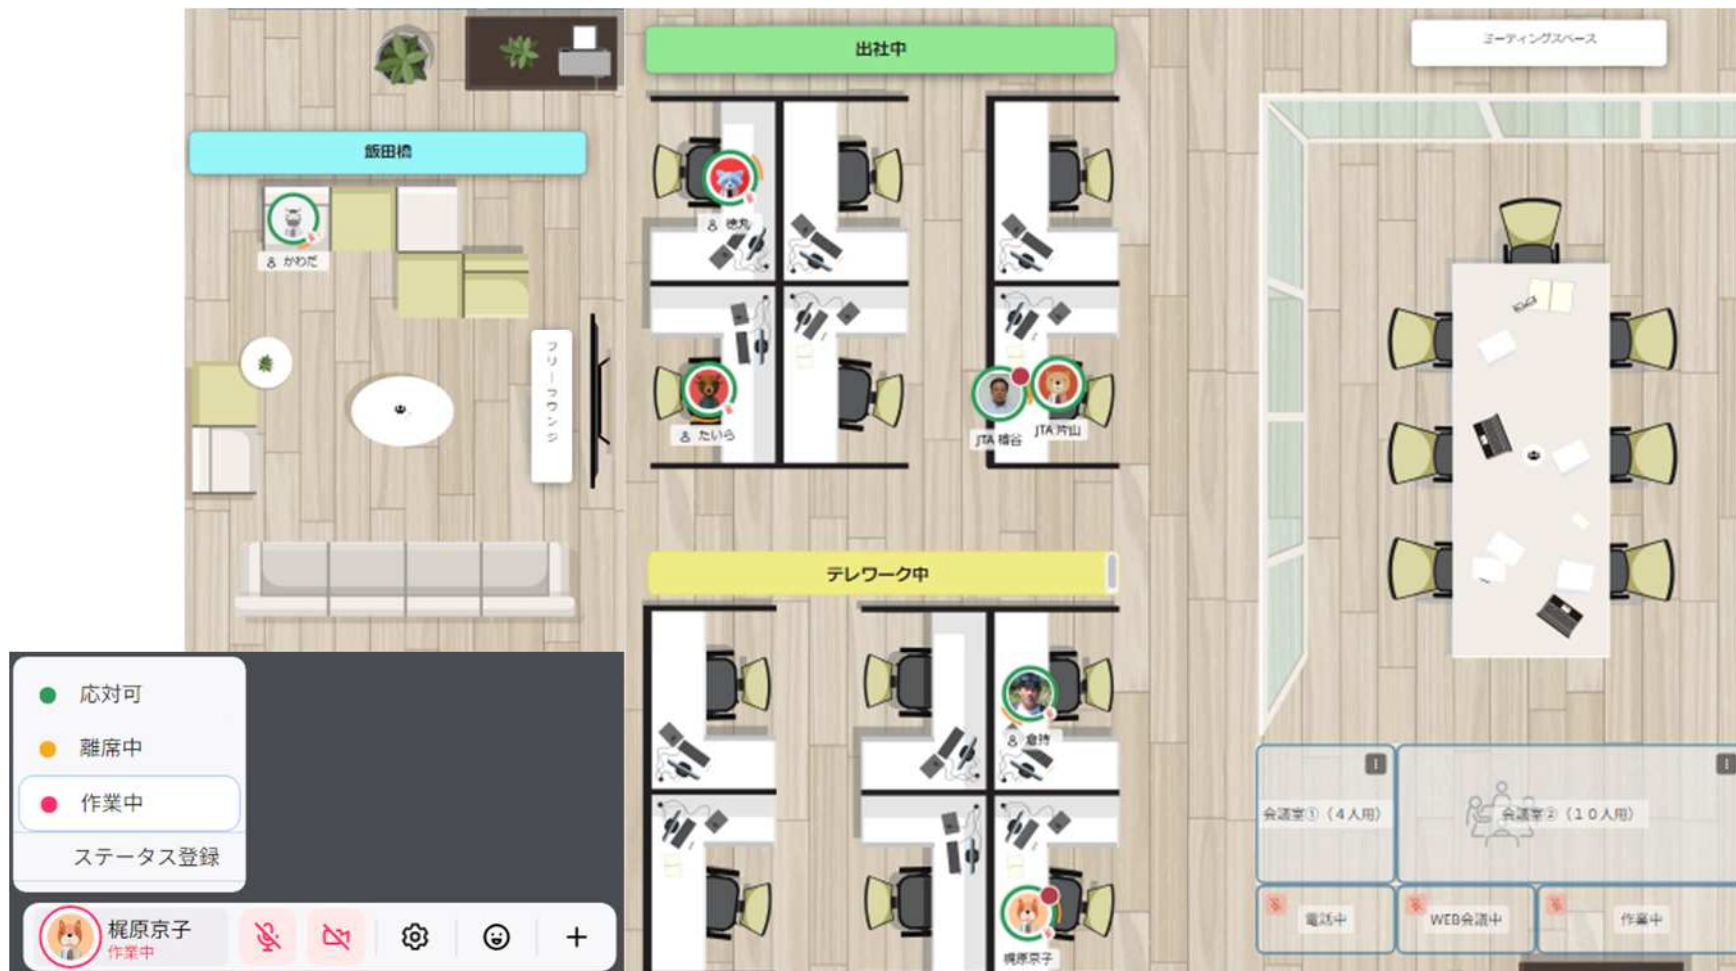 出社中
ミーティングスペース
飯田橋
徳丸
かわだ
フリーラウンジ
たいら
JTA 椿谷
JTA 片山
テレワーク中
倉持
応対可
離席中
作業中
ステータス登録
梶原京子
作業中
会議室①（4人用）
会議室②（10人用）
電話中
WEB会議中
作業中
梶原京子